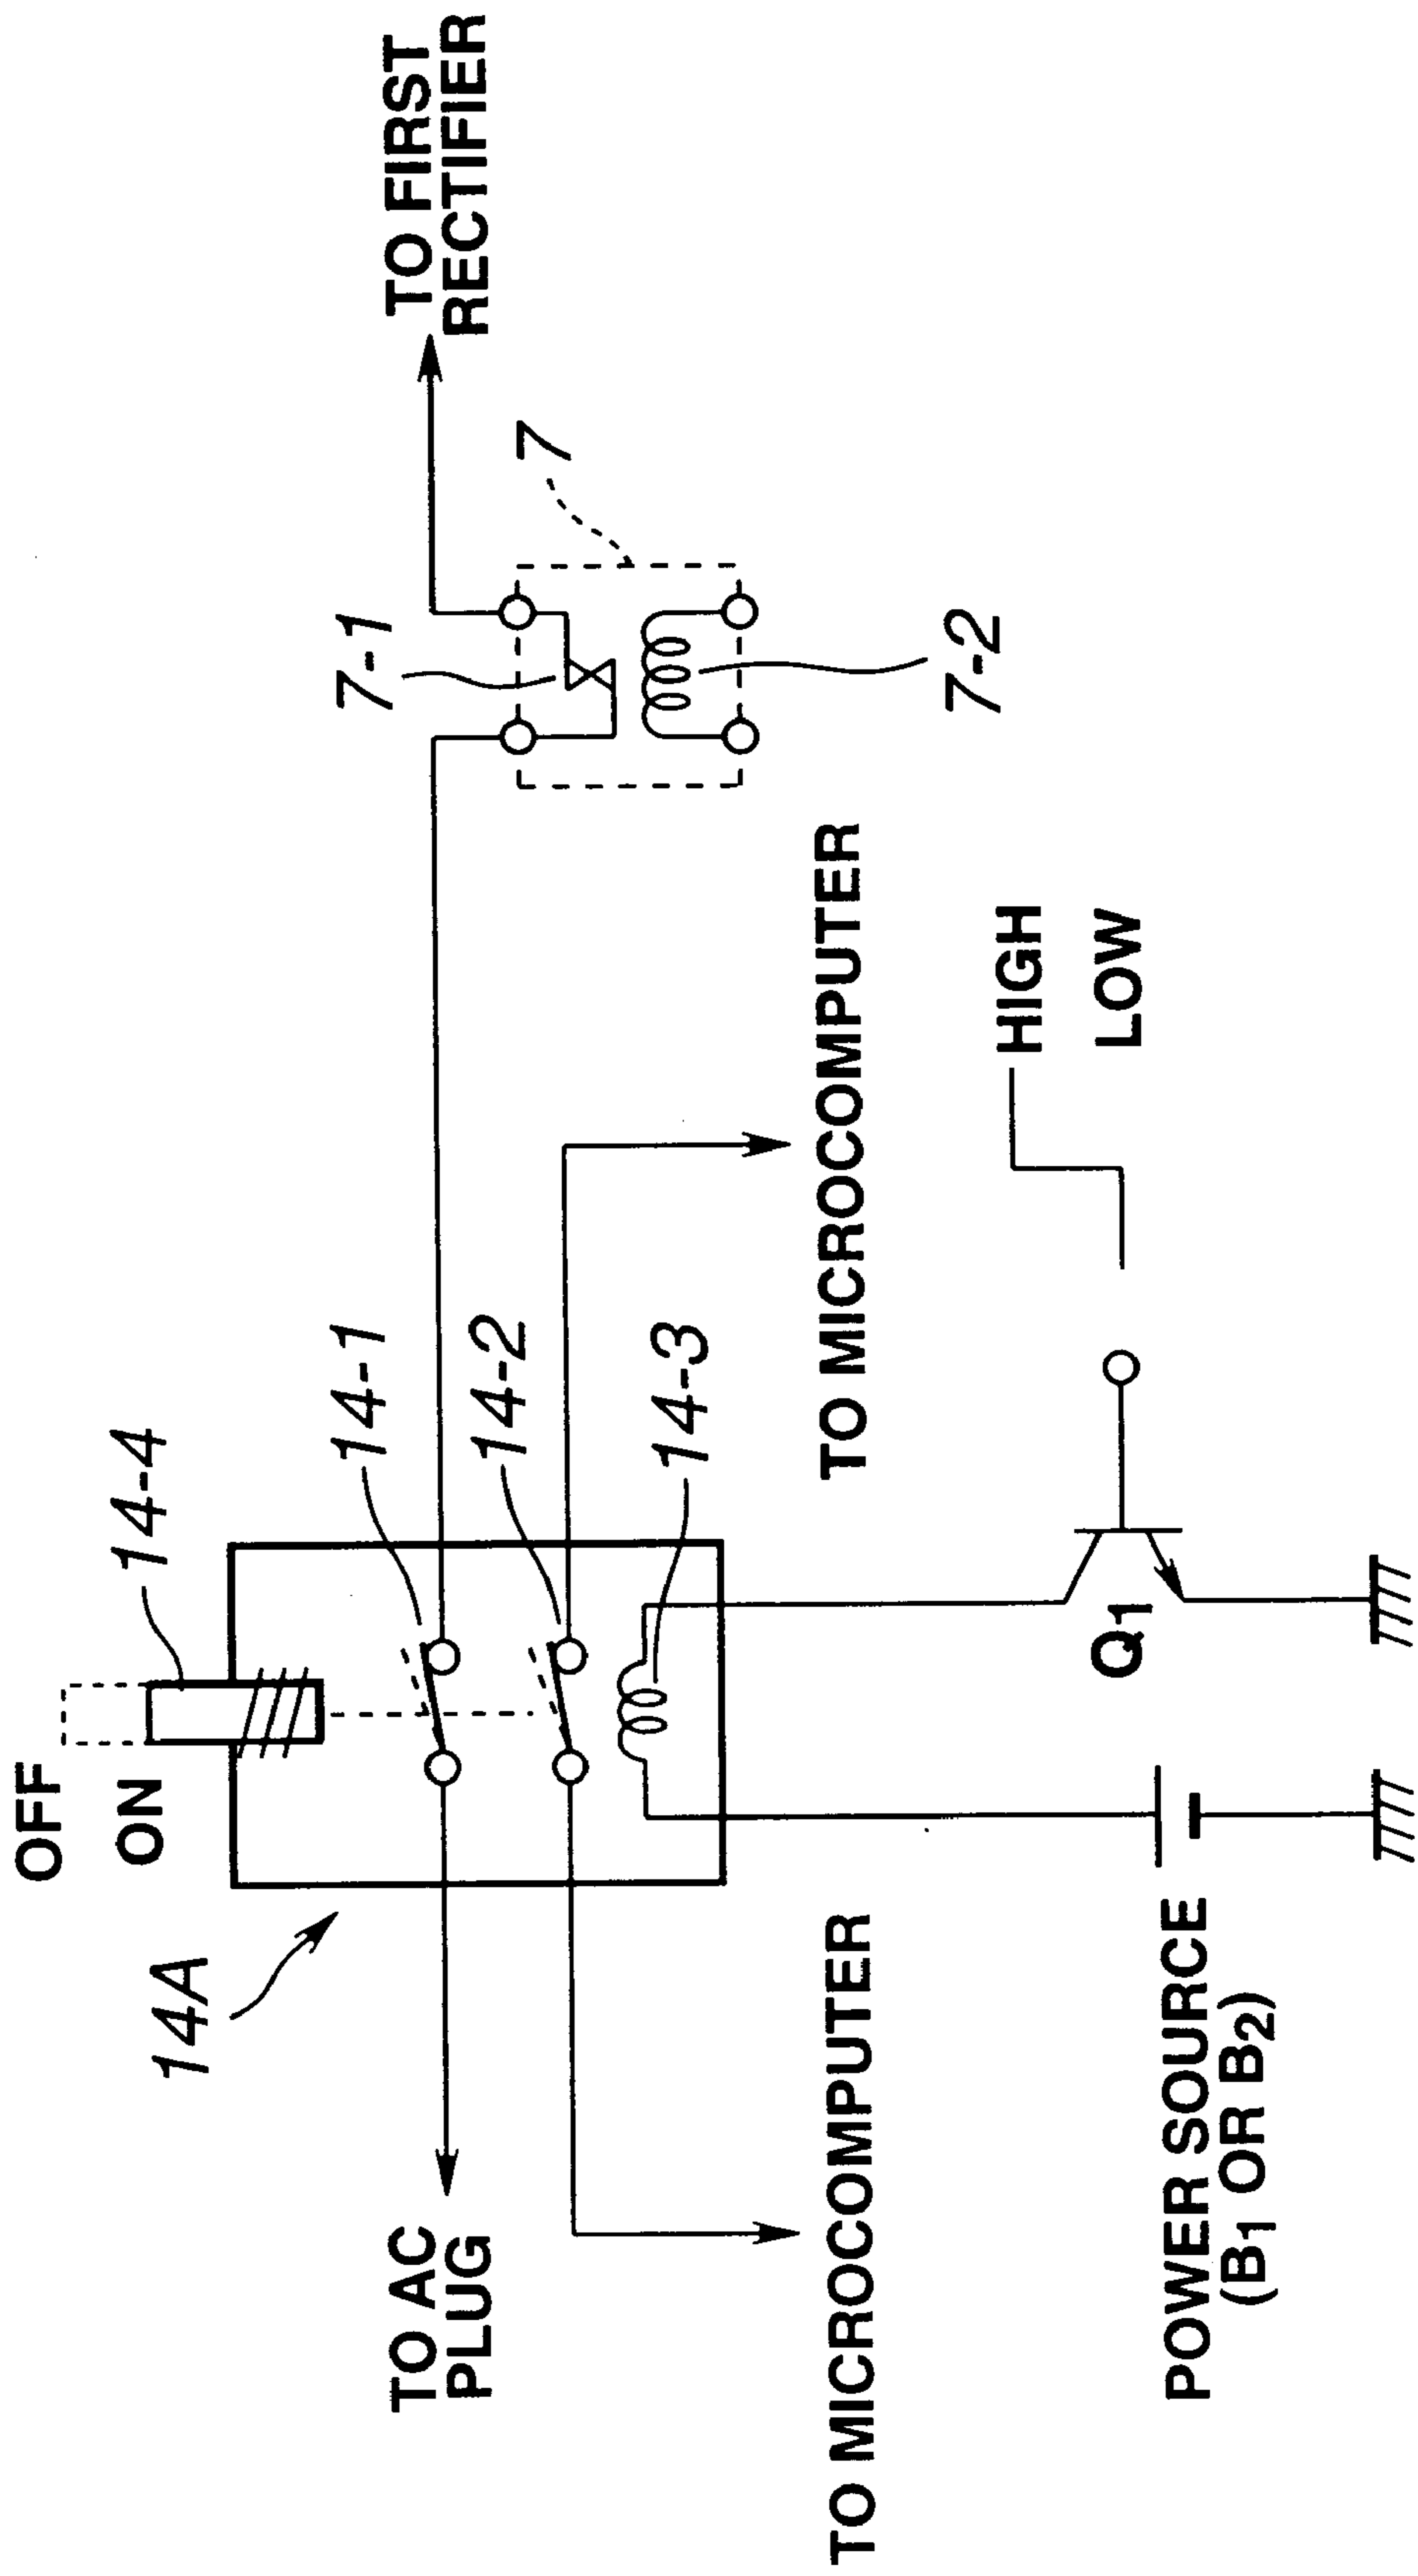 OFF
ON
14-4
14A
14-1
14-2
14-3
TO AC
PLUG
TO FIRST
RECTIFIER
7-1
7
7-2
TO MICROCOMPUTER
TO MICROCOMPUTER
HIGH
LOW
Q1
POWER SOURCE
(B1 OR B2)